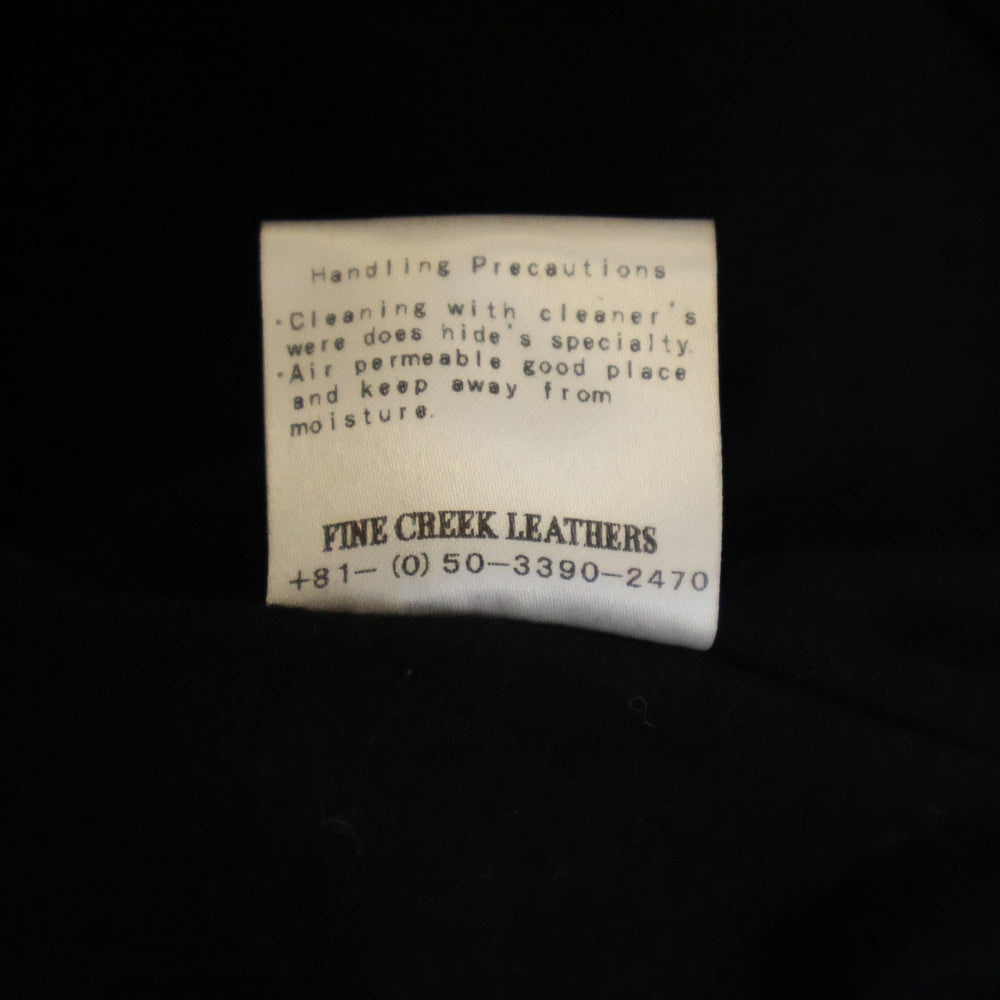 Handling Precautions
・Cleaning with cleaner's
were does hide's specialty.
・Air permeable good place
and keep away from
moisture.
FINE CREEK LEATHERS
+81—(0)50—3390—2470